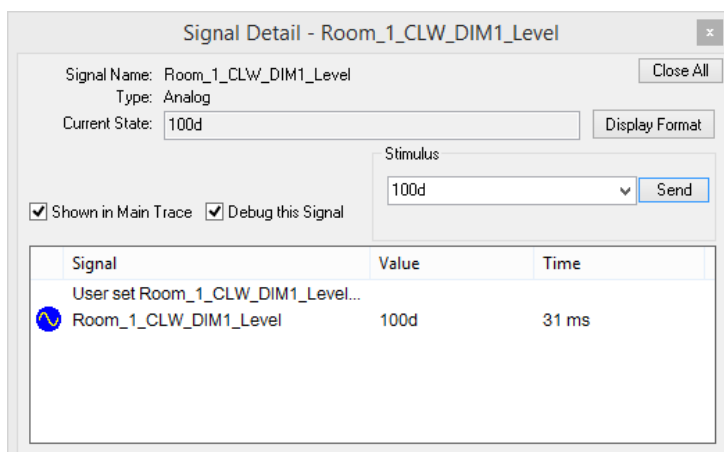 Signal Detail - Room_1_CLW_DIM1_Level
x
Signal Name: Room_1_CLW_DIM1_Level
Close All
Type: Analog
Current State: 100d
Display Format
Stimulus
100d
Send
Shown in Main Trace Debug this Signal
Signal Value Time
User set Room_1_CLW_DIM1_Level...
Room_1_CLW_DIM1_Level 100d 31 ms